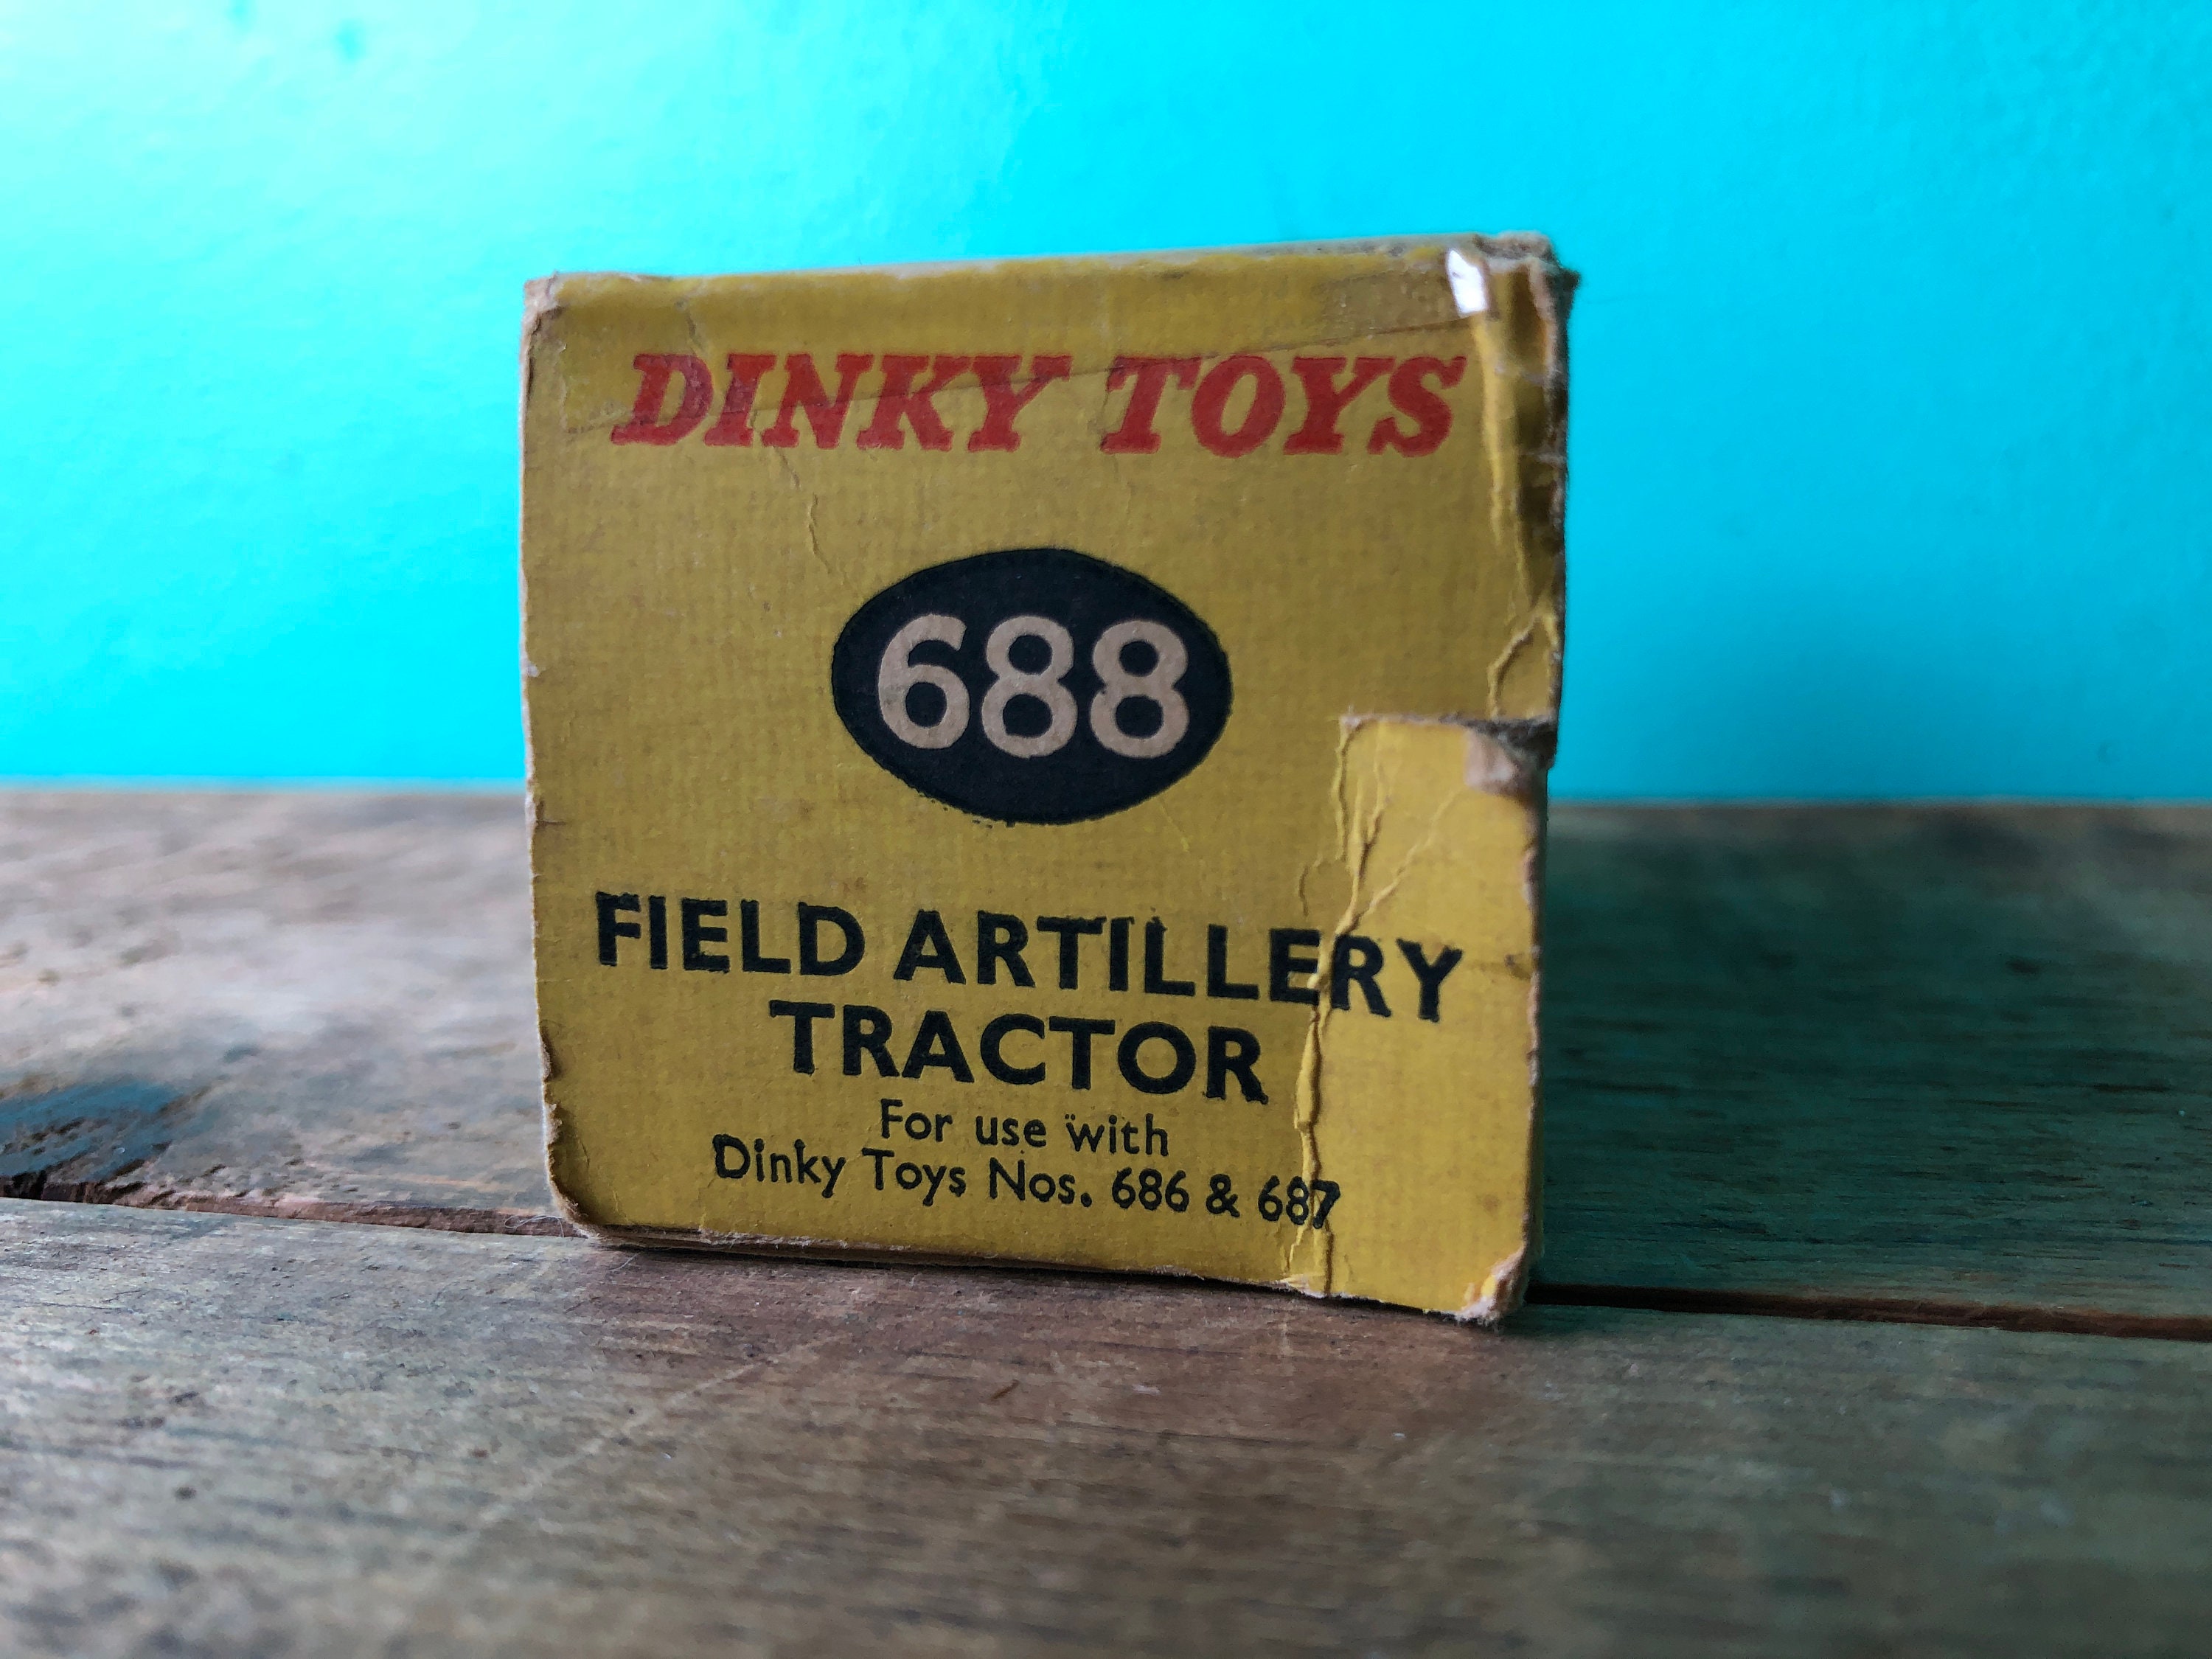 DINKY TOYS
688
FIELD ARTILLERY
TRACTOR
For use with
Dinky Toys Nos. 686 & 687